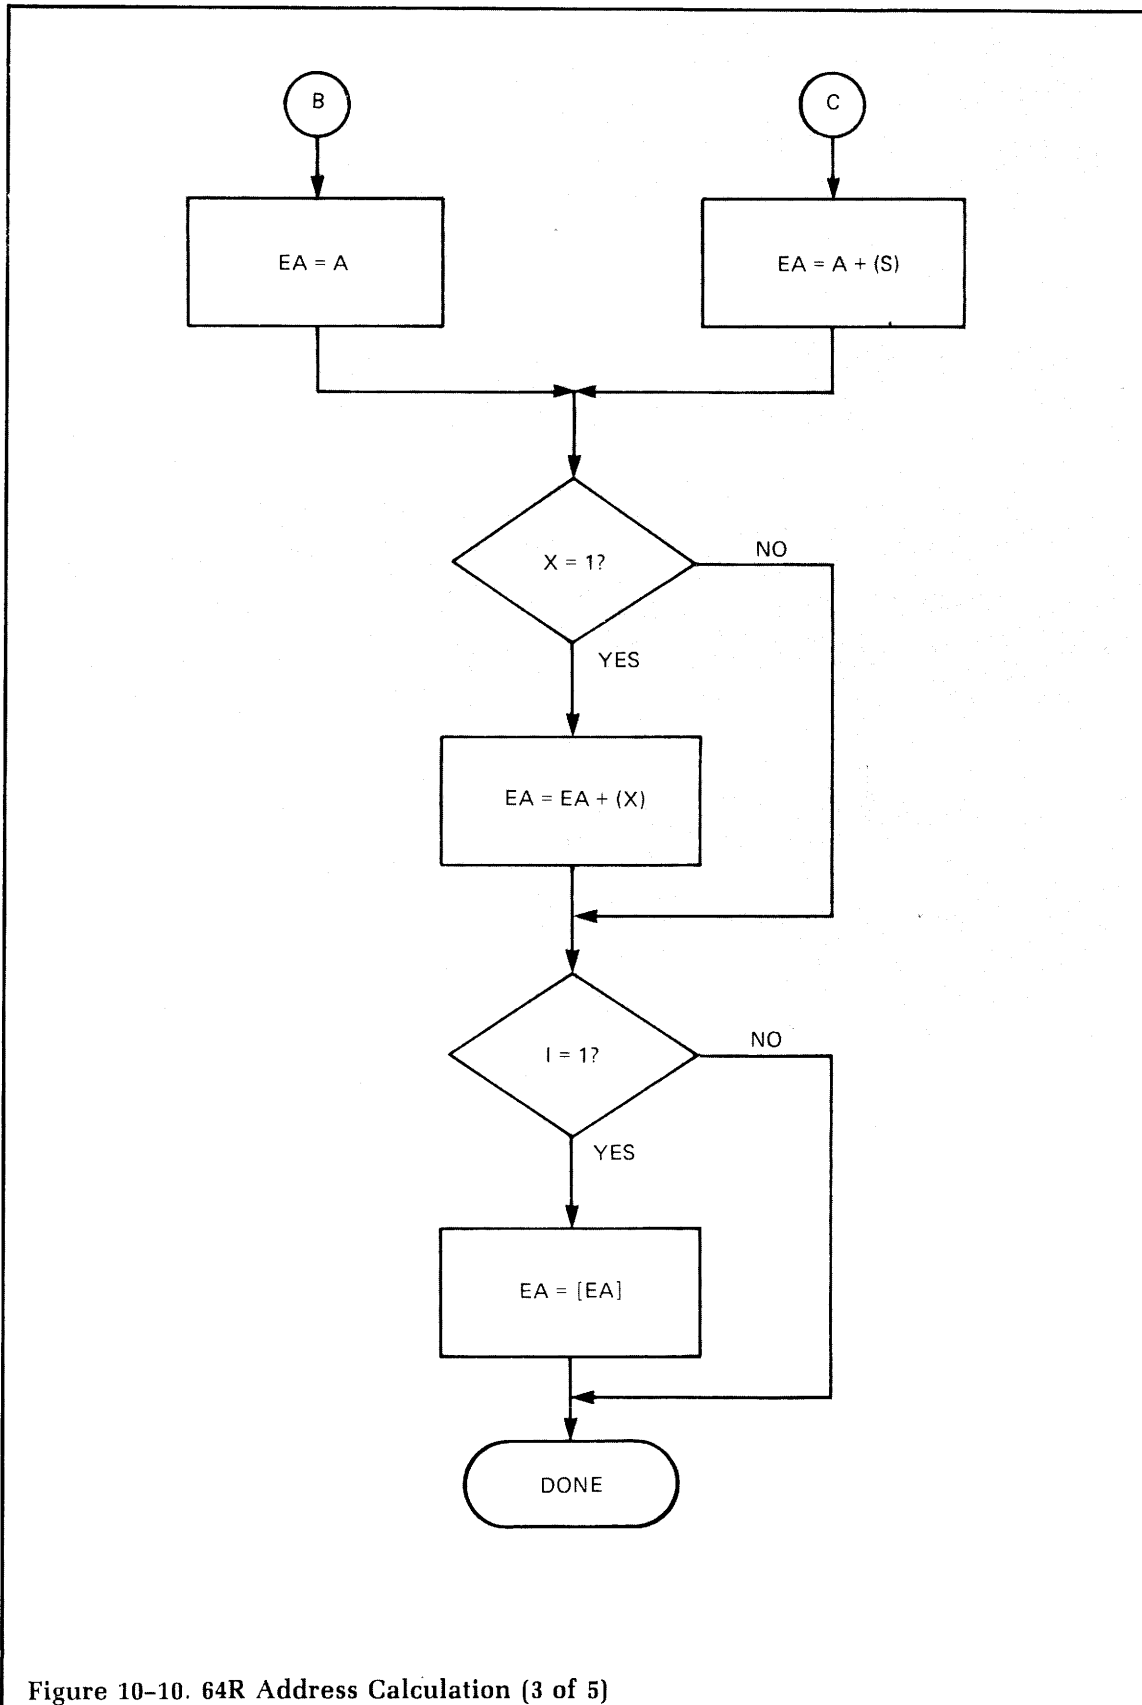 B
C
EA = A
EA = A + (S)
X = 1?
NO
YES
EA = EA + (X)
I = 1?
NO
YES
EA = [EA]
DONE
Figure 10-10. 64R Address Calculation (3 of 5)